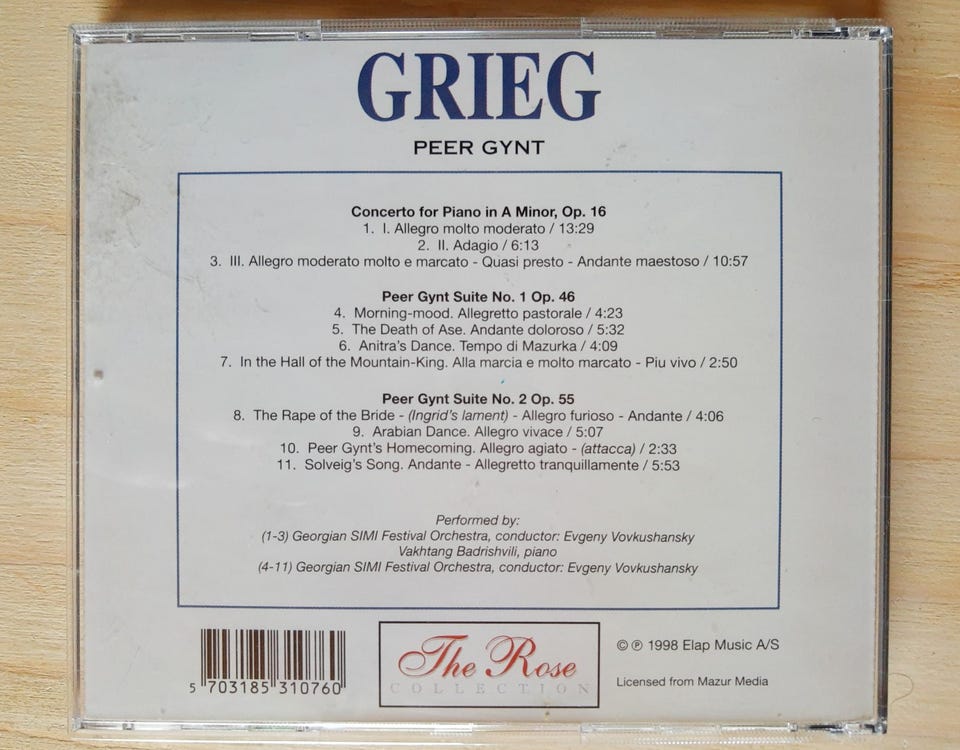 GRIEG
PEER GYNT
Concerto for Piano in A Minor, Op. 16
1. I. Allegro molto moderato / 13:29
2. II. Adagio / 6:13
3. III. Allegro moderato molto e marcato - Quasi presto - Andante maestoso / 10:57
Peer Gynt Suite No. 1 Op. 46
4. Morning-mood. Allegretto pastorale / 4:23
5. The Death of Ase. Andante doloroso / 5:32
6. Anitra's Dance. Tempo di Mazurka / 4:09
7. In the Hall of the Mountain-King. Alla marcia e molto marcato - Piu vivo / 2:50
Peer Gynt Suite No. 2 Op. 55
8. The Rape of the Bride - (Ingrid's lament) - Allegro furioso - Andante / 4:06
9. Arabian Dance. Allegro vivace / 5:07
10. Peer Gynt's Homecoming. Allegro agiato - (attacca) / 2:33
11. Solveig's Song. Andante - Allegretto tranquillamente / 5:53
Performed by:
(1-3) Georgian SIMI Festival Orchestra, conductor: Evgeny Vovkushansky
Vakhtang Badrishvili, piano
(4-11) Georgian SIMI Festival Orchestra, conductor: Evgeny Vovkushansky
5 703185 310760
The Rose
COLLECTION
© ℗ 1998 Elap Music A/S
Licensed from Mazur Media